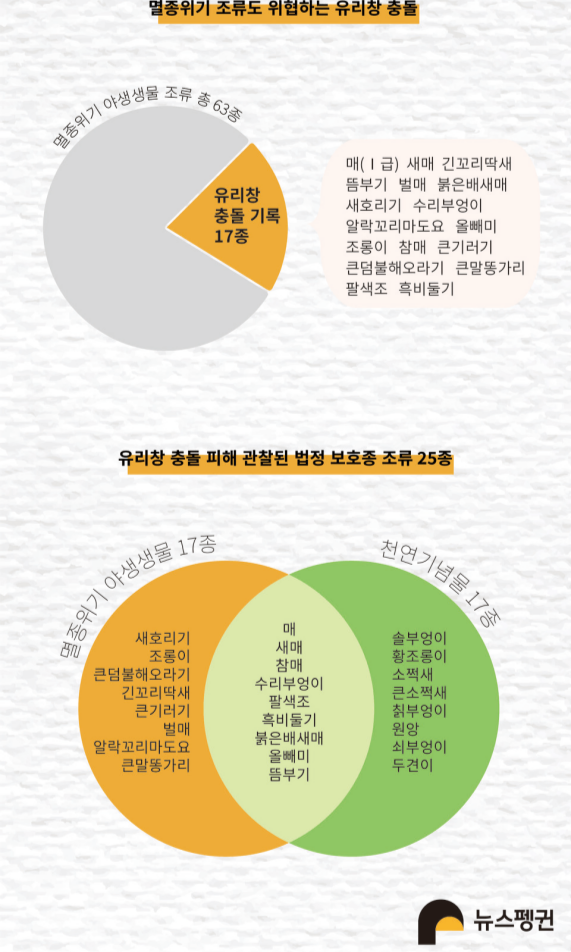 멸종위기 조류도 위협하는 유리창 충돌
멸종위기 야생생물 조류 총 63종
유리창
충돌 기록
17종
매(Ⅰ급) 새매 긴꼬리딱새
뜸부기 벌매 붉은배새매
새호리기 수리부엉이
알락꼬리마도요 올빼미
조롱이 참매 큰기러기
큰덤불해오라기 큰말똥가리
팔색조 흑비둘기
유리창 충돌 피해 관찰된 법정 보호종 조류 25종
멸종위기 야생생물 17종
천연기념물 17종
새호리기
조롱이
큰덤불해오라기
긴꼬리딱새
큰기러기
벌매
알락꼬리마도요
큰말똥가리
매
새매
참매
수리부엉이
팔색조
흑비둘기
붉은배새매
올빼미
뜸부기
솔부엉이
황조롱이
소쩍새
큰소쩍새
칡부엉이
원앙
쇠부엉이
두견이
뉴스펭귄